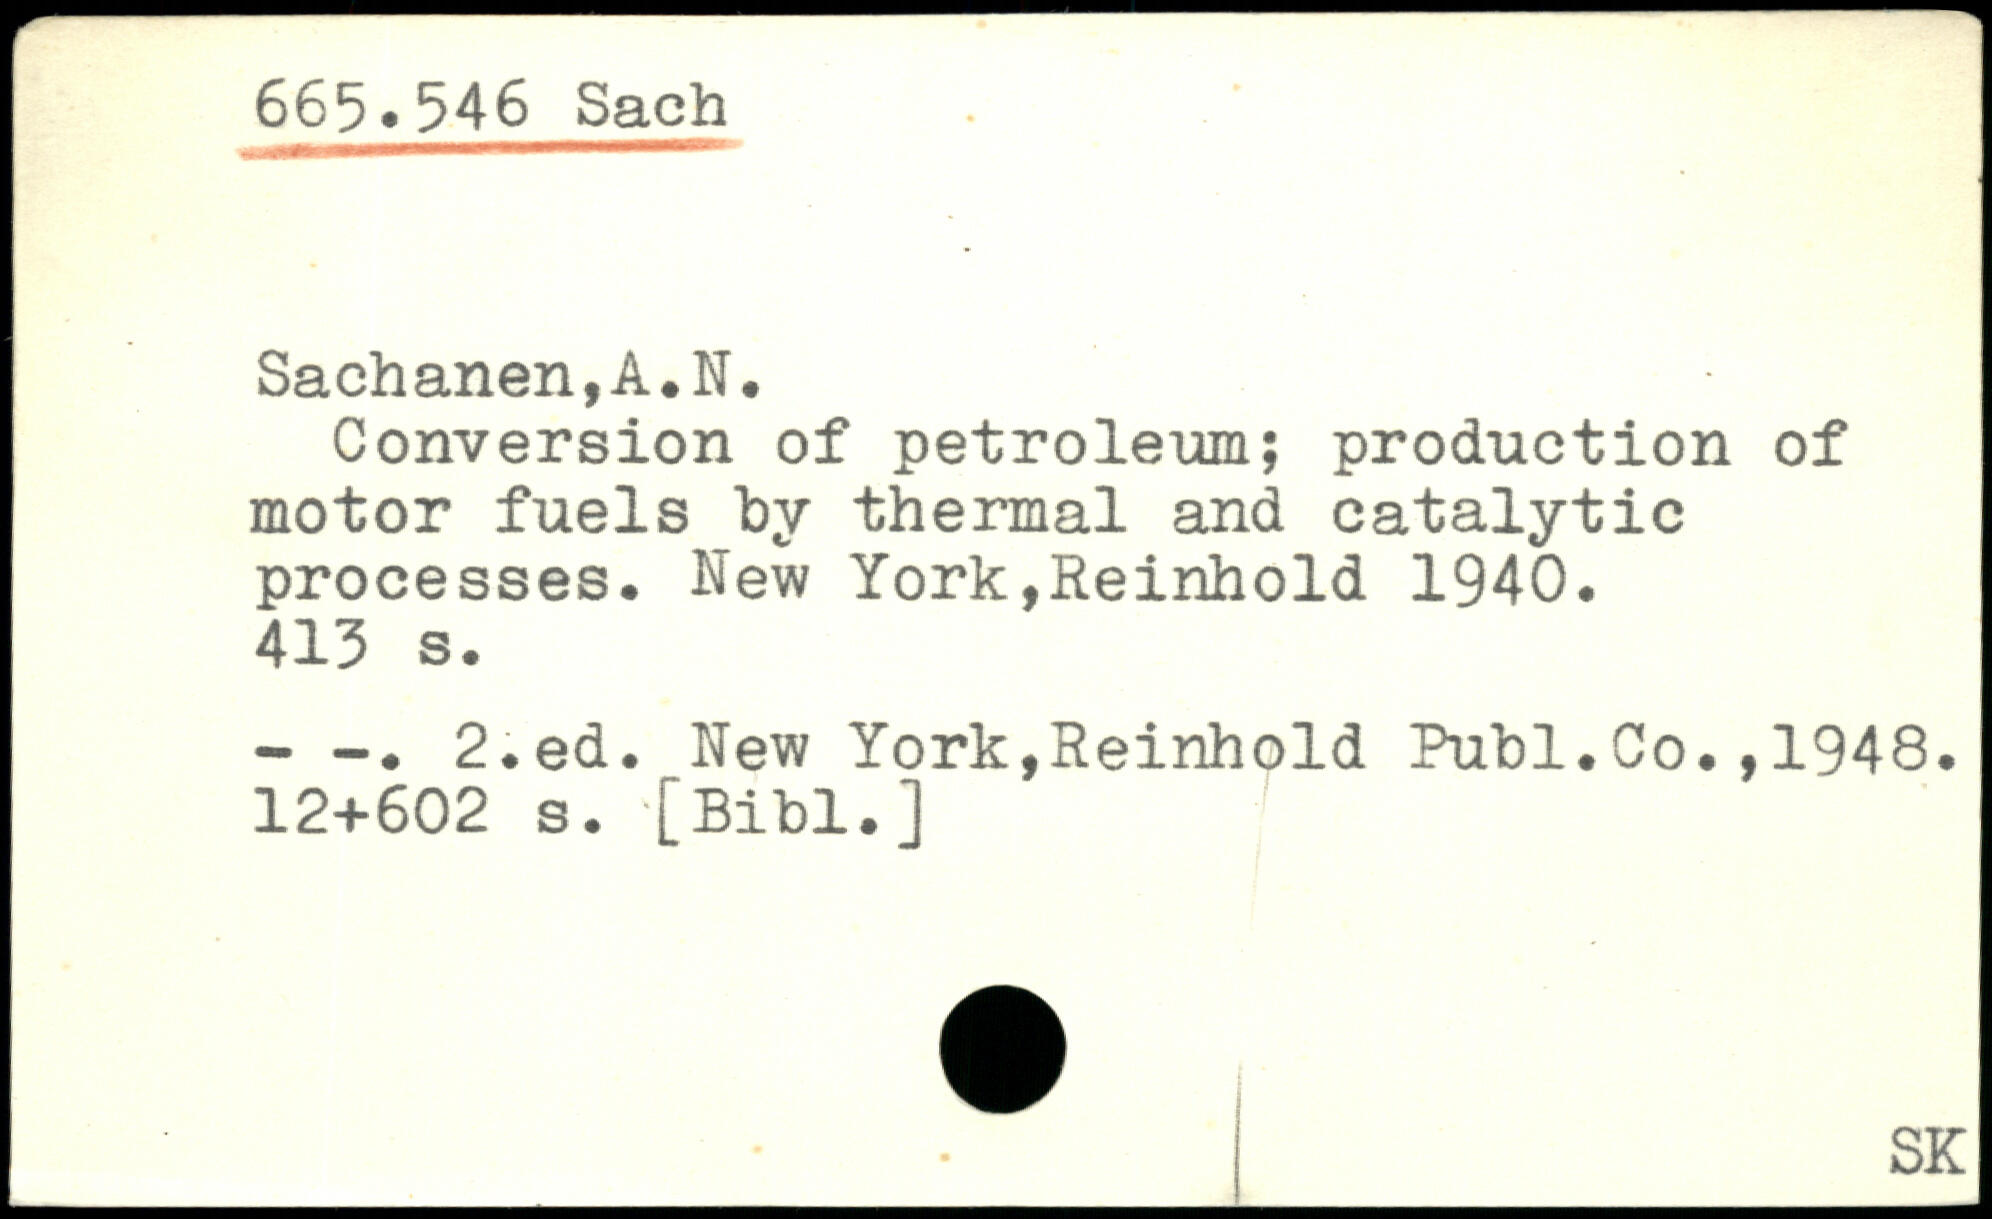 665.546 Sach
Sachanen,A.N.
Conversion of petroleum; production of
motor fuels by thermal and catalytic
processes. New York,Reinhold 1940.
413 s.
- -. 2.ed. New York,Reinhold Publ.Co.,1948.
12+602 s. [Bibl.]
SK